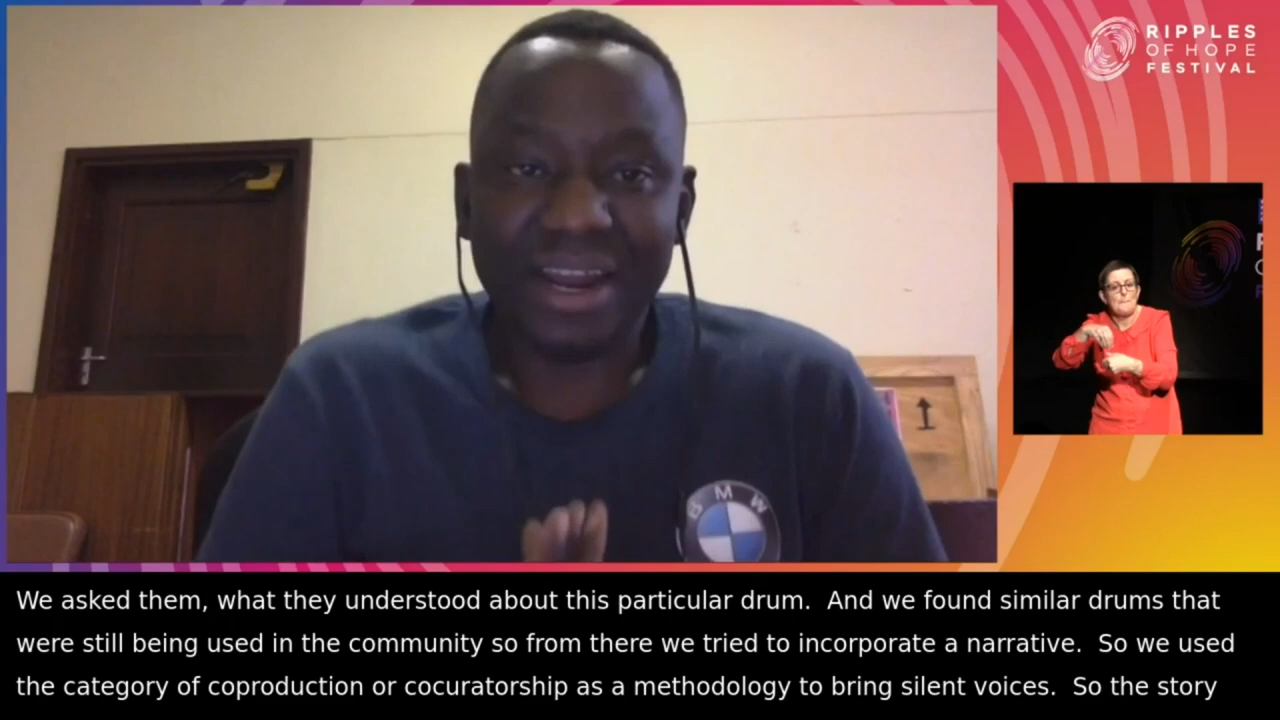 RIPPLES
OF HOPE
FESTIVAL
BMW
We asked them, what they understood about this particular drum.  And we found similar drums that
were still being used in the community so from there we tried to incorporate a narrative.  So we used
the category of coproduction or cocuratorship as a methodology to bring silent voices.  So the story